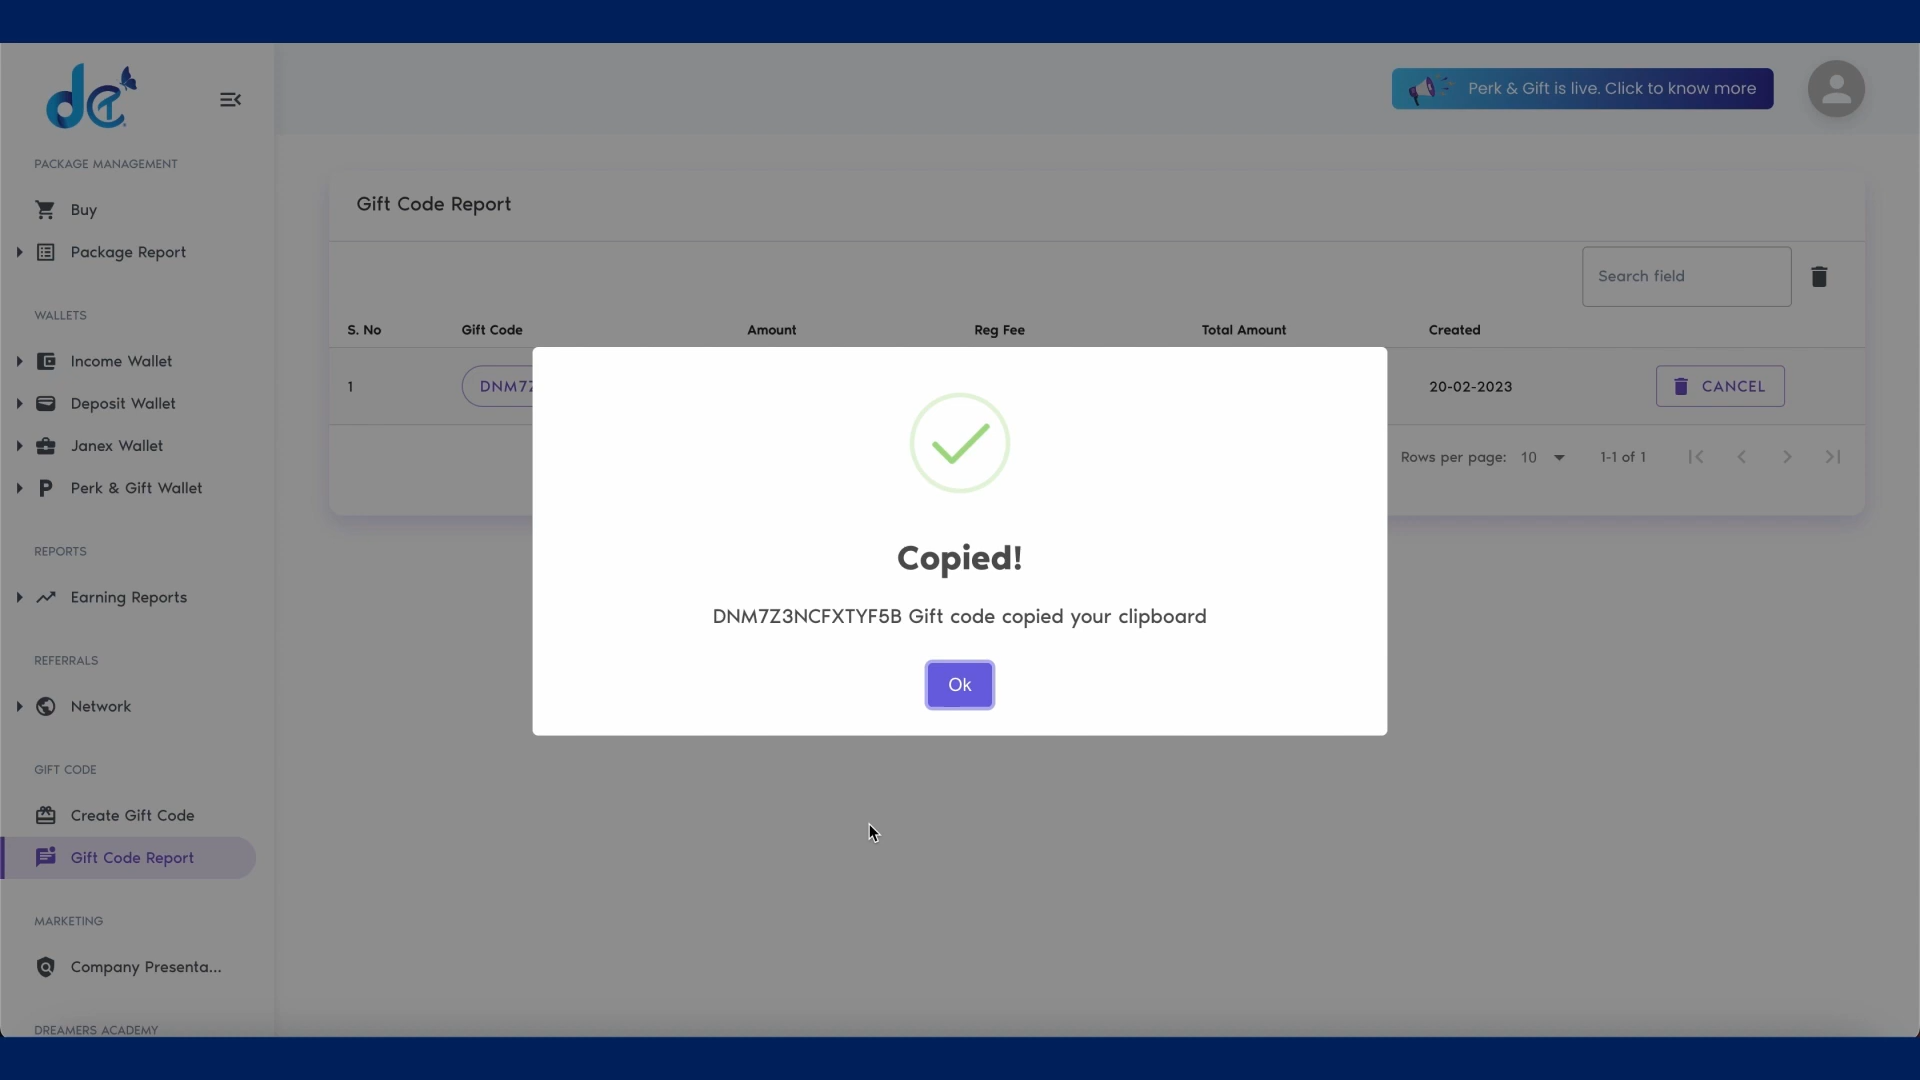 Perk & Gift is live. Click to know more
PACKAGE MANAGEMENT
Buy
Package Report
WALLETS
Income Wallet
Deposit Wallet
Janex Wallet
Perk & Gift Wallet
REPORTS
Earning Reports
REFERRALS
Network
GIFT CODE
Create Gift Code
Gift Code Report
MARKETING
Company Presenta...
DREAMERS ACADEMY
Gift Code Report
Search field
S. No Gift Code Amount Reg Fee Total Amount Created
1 DNM7Z 20-02-2023 CANCEL
Rows per page: 10 1-1 of 1
Copied!
DNM7Z3NCFXTYF5B Gift code copied your clipboard
Ok